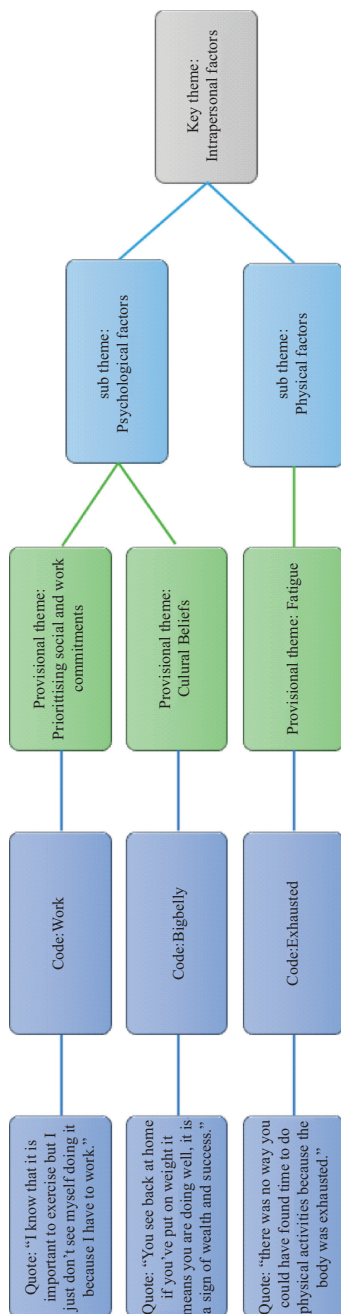 Quote: “I know that it is
important to exercise but I
just don’t see myself doing it
because I have to work.”
Code:Work
Provisional theme:
Priorittising social and work
commitments
Quote: “You see back at home
if you’ve put on weight it
means you are doing well, it is
a sign of wealth and success.”
Code:Bigbelly
Provisional theme:
Culural Beliefs
sub theme:
Psychological factors
Quote: “there was no way you
would have found time to do
physical activities because the
body was exhausted.”
Code:Exhausted
Provisional theme: Fatigue
sub theme:
Physical factors
Key theme:
Intrapersonal factors